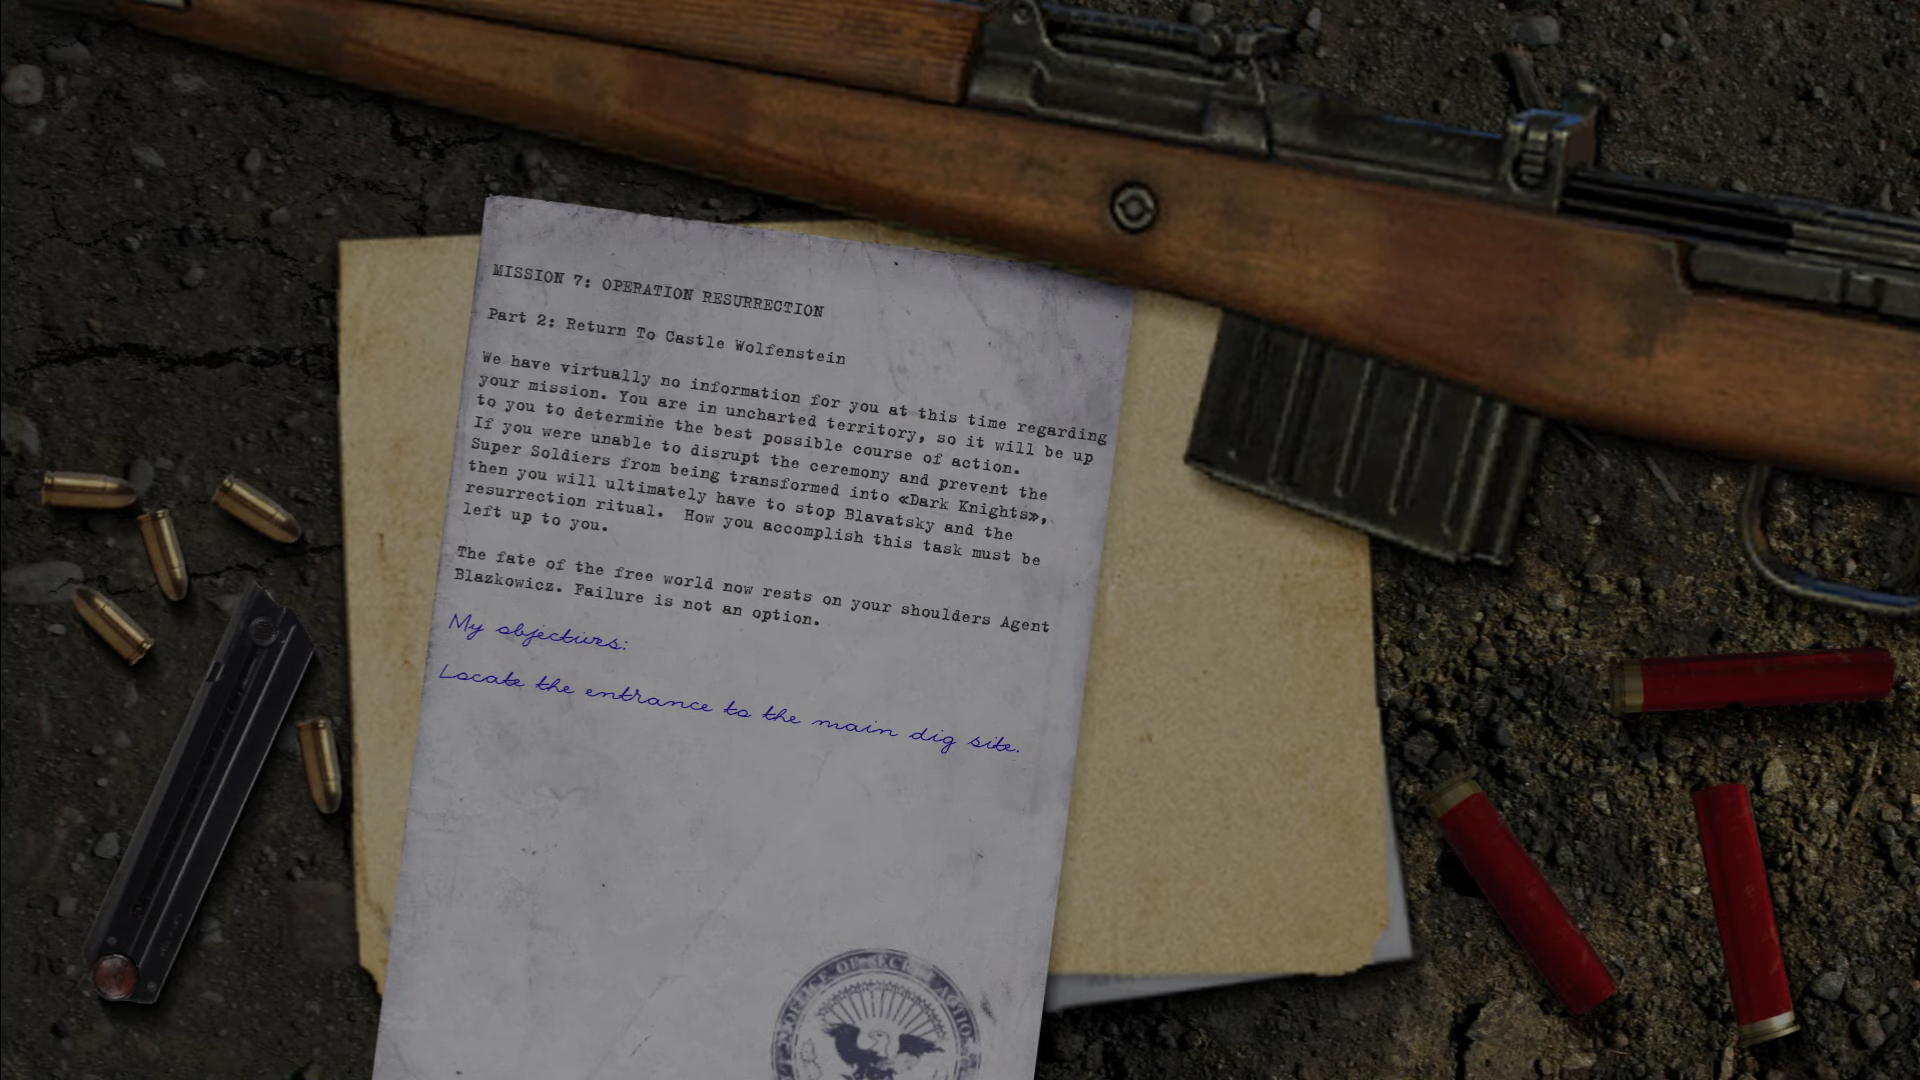 MISSION 7: OPERATION RESURRECTION
Part 2: Return To Castle Wolfenstein
We have virtually no information for you at this time regarding
your mission. You are in uncharted territory, so it will be up
to you to determine the best possible course of action.
If you were unable to disrupt the ceremony and prevent the
Super Soldiers from being transformed into «Dark Knights»,
then you will ultimately have to stop Blavatsky and the
resurrection ritual. How you accomplish this task must be
left up to you.
The fate of the free world now rests on your shoulders Agent
Blazkowicz. Failure is not an option.
My objectives:
Locate the entrance to the main dig site.
OFFICE OF SECRET ACTIONS